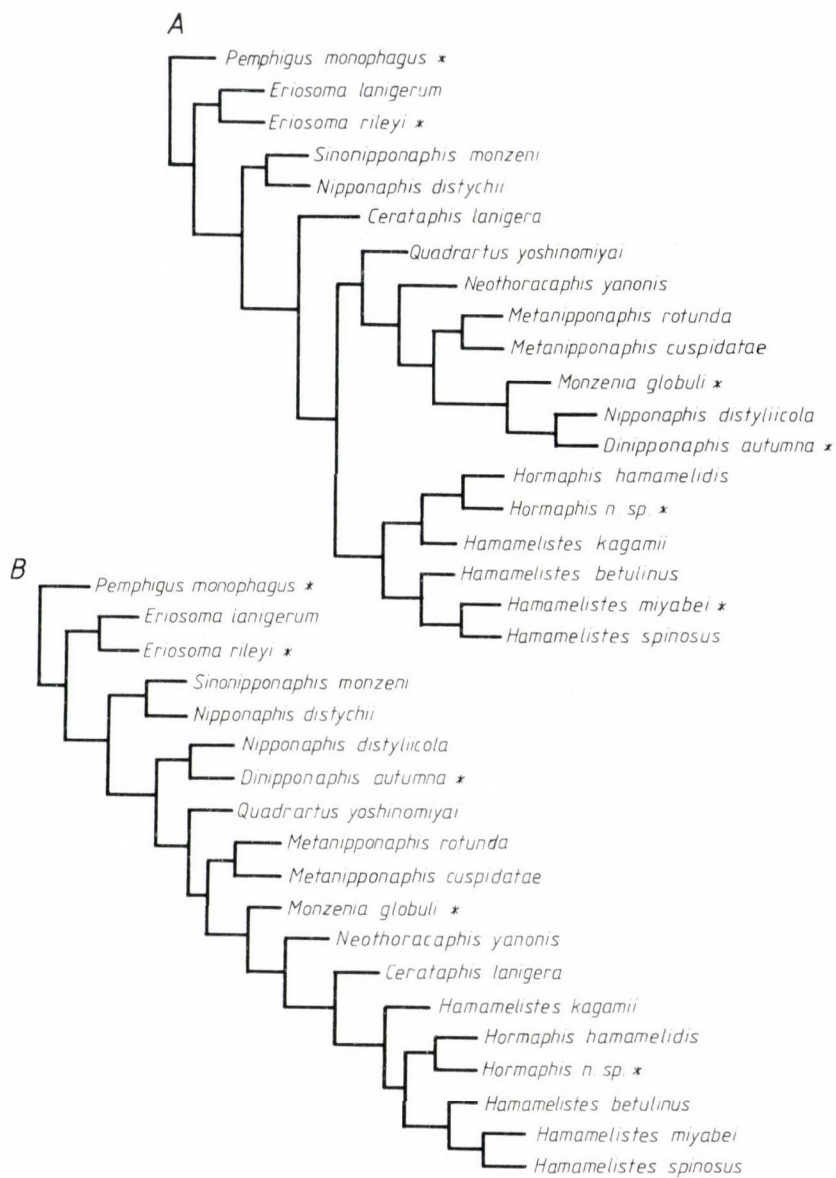 A
Pemphigus monophagus *
Eriosoma lanigerum
Eriosoma rileyi *
Sinonipponaphis monzeni
Nipponaphis distychii
Cerataphis lanigera
Quadrartus yoshinomiyai
Neothoracaphis yanonis
Metanipponaphis rotunda
Metanipponaphis cuspidatae
Monzenia globuli *
Nipponaphis distyliicola
Dinipponaphis autumna *
Hormaphis hamamelidis
Hormaphis n. sp. *
Hamamelistes kagamii
Hamamelistes betulinus
Hamamelistes miyabei *
Hamamelistes spinosus
B
Pemphigus monophagus *
Eriosoma lanigerum
Eriosoma rileyi *
Sinonipponaphis monzeni
Nipponaphis distychii
Nipponaphis distyliicola
Dinipponaphis autumna *
Quadrartus yoshinomiyai
Metanipponaphis rotunda
Metanipponaphis cuspidatae
Monzenia globuli *
Neothoracaphis yanonis
Cerataphis lanigera
Hamamelistes kagamii
Hormaphis hamamelidis
Hormaphis n. sp. *
Hamamelistes betulinus
Hamamelistes miyabei
Hamamelistes spinosus